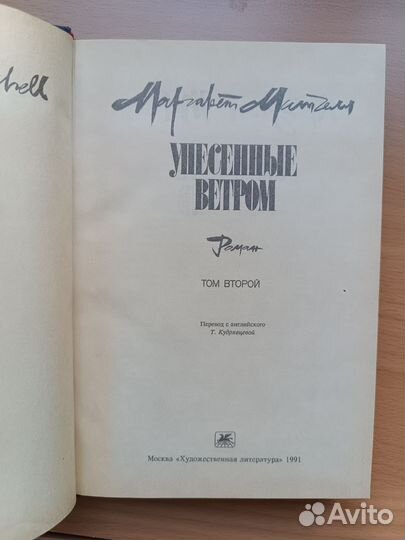 hell
Маргарет Митчелл
УНЕСЕННЫЕ
ВЕТРОМ
Роман
ТОМ ВТОРОЙ
Перевод с английского
Т. Кудрявцевой
Москва «Художественная литература» 1991
Avito